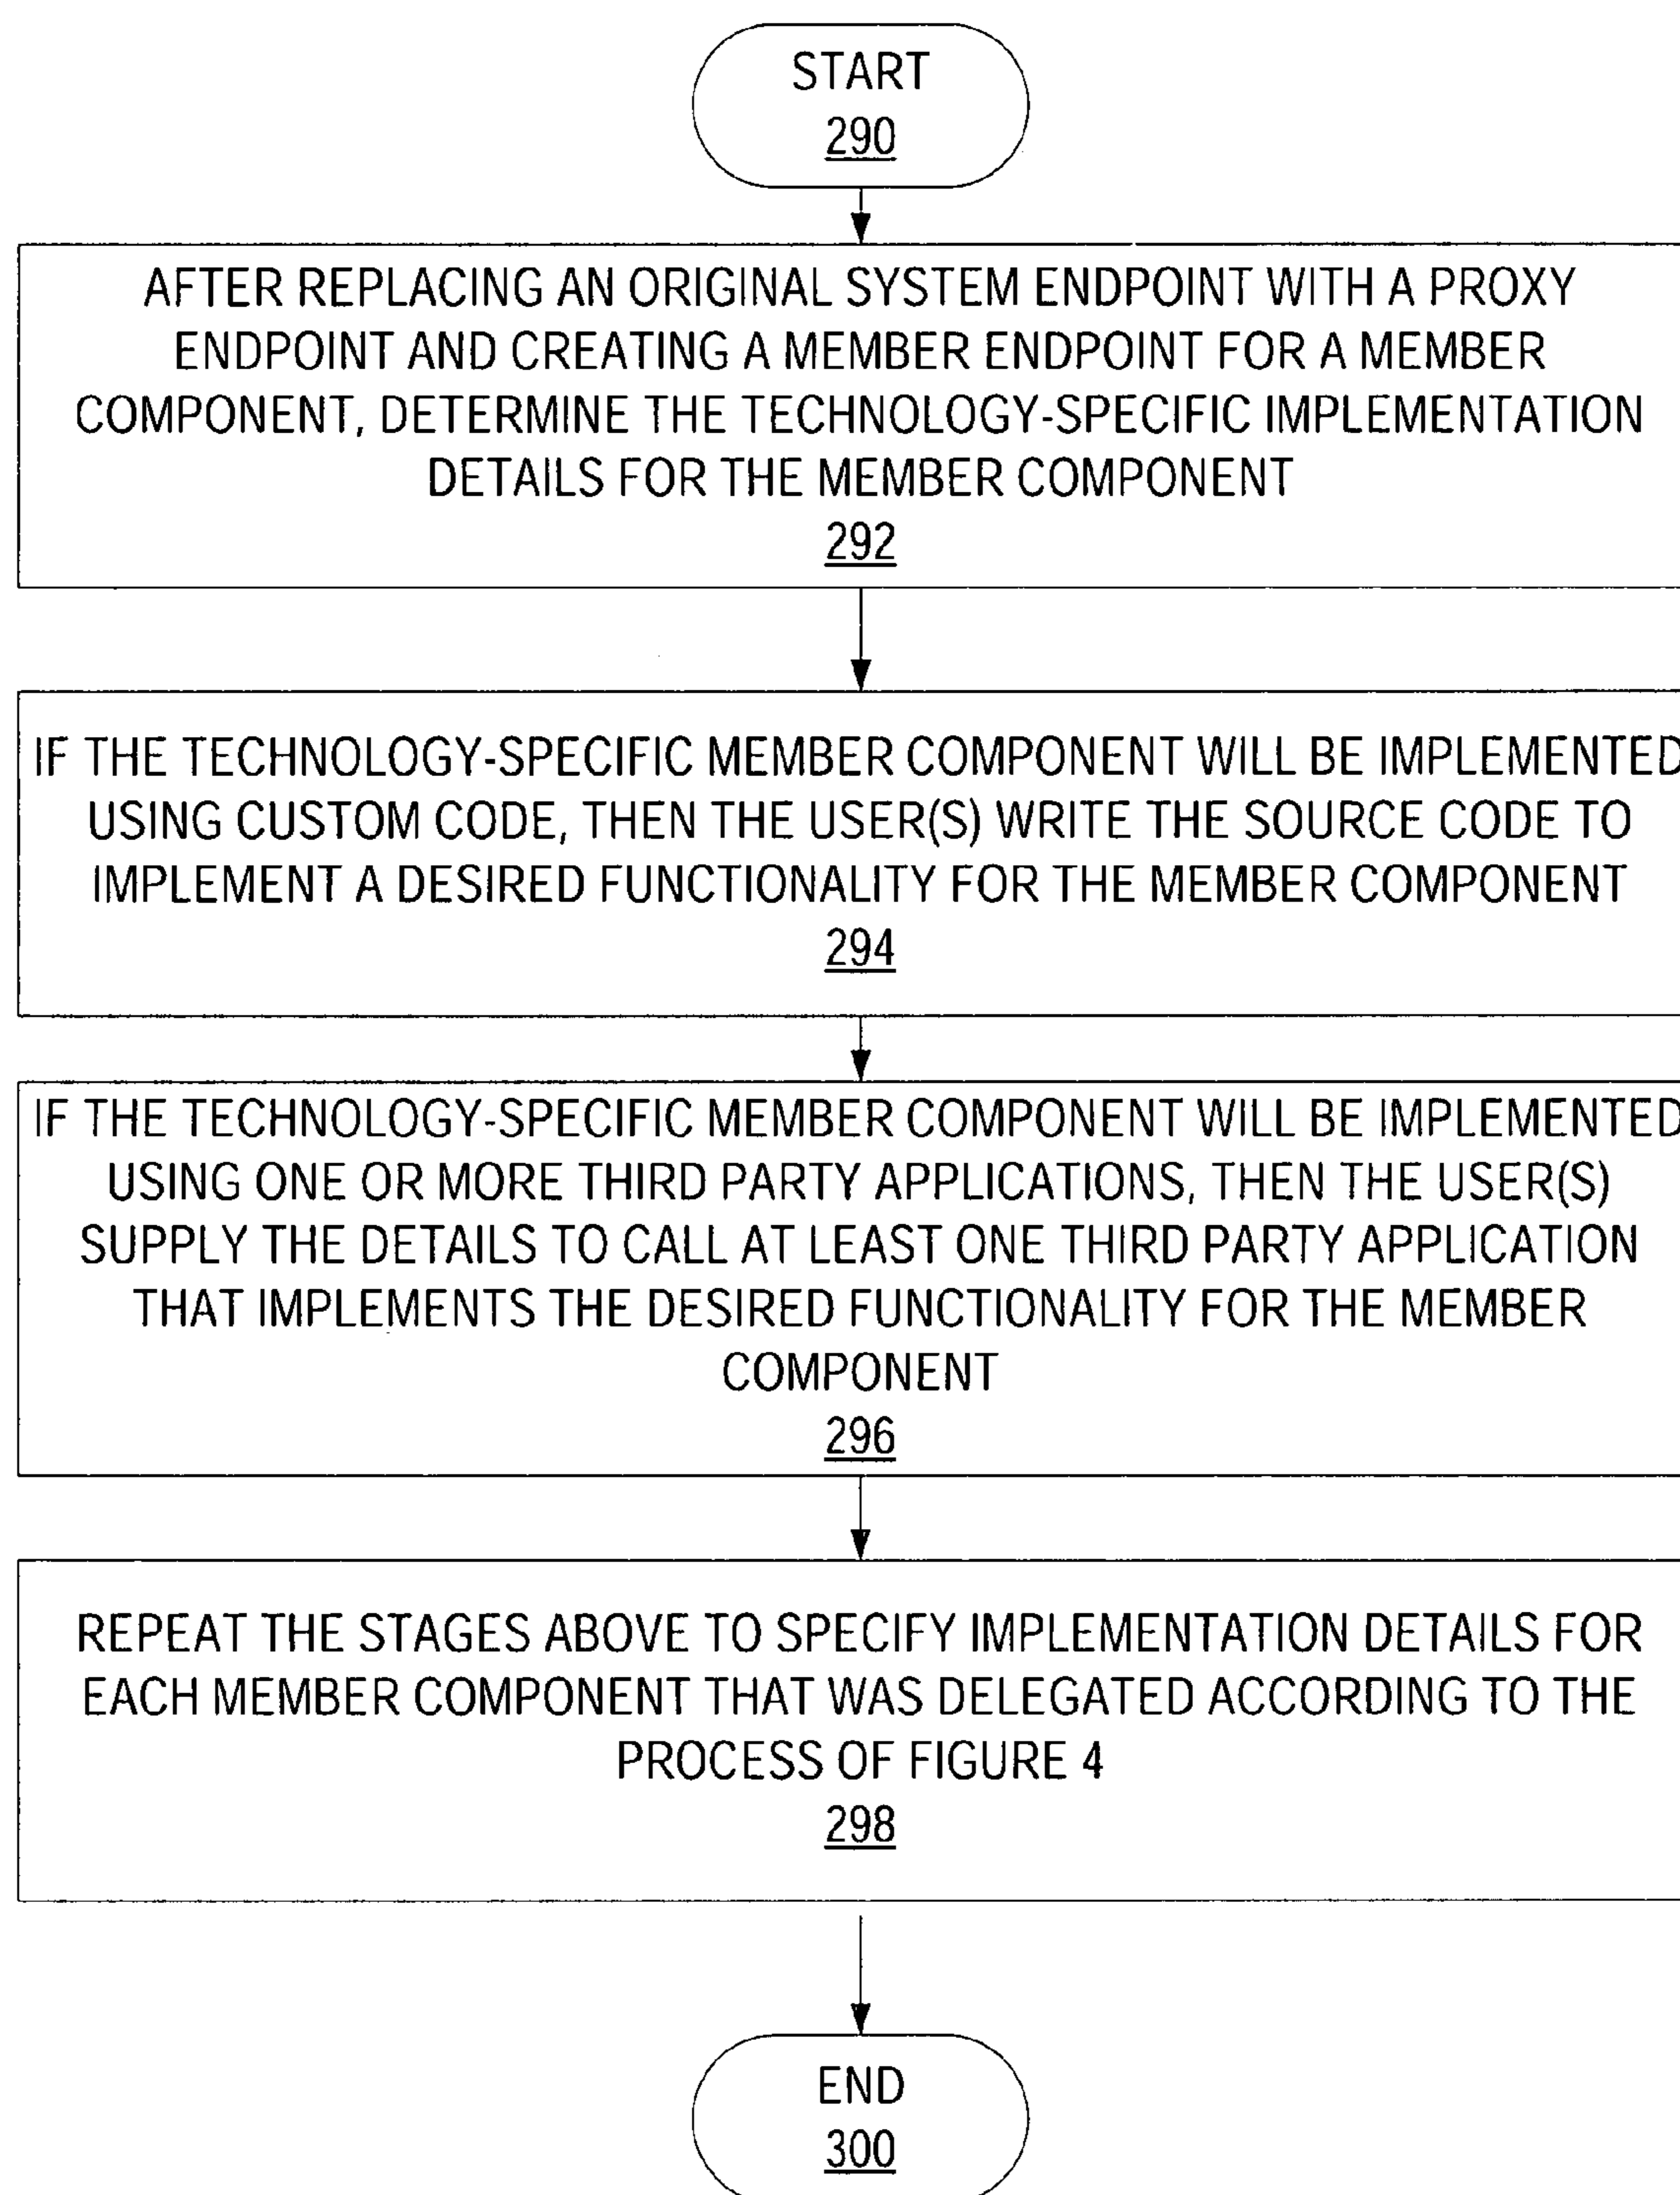 START
290
AFTER REPLACING AN ORIGINAL SYSTEM ENDPOINT WITH A PROXY
ENDPOINT AND CREATING A MEMBER ENDPOINT FOR A MEMBER
COMPONENT, DETERMINE THE TECHNOLOGY-SPECIFIC IMPLEMENTATION
DETAILS FOR THE MEMBER COMPONENT
292
IF THE TECHNOLOGY-SPECIFIC MEMBER COMPONENT WILL BE IMPLEMENTED
USING CUSTOM CODE, THEN THE USER(S) WRITE THE SOURCE CODE TO
IMPLEMENT A DESIRED FUNCTIONALITY FOR THE MEMBER COMPONENT
294
IF THE TECHNOLOGY-SPECIFIC MEMBER COMPONENT WILL BE IMPLEMENTED
USING ONE OR MORE THIRD PARTY APPLICATIONS, THEN THE USER(S)
SUPPLY THE DETAILS TO CALL AT LEAST ONE THIRD PARTY APPLICATION
THAT IMPLEMENTS THE DESIRED FUNCTIONALITY FOR THE MEMBER
COMPONENT
296
REPEAT THE STAGES ABOVE TO SPECIFY IMPLEMENTATION DETAILS FOR
EACH MEMBER COMPONENT THAT WAS DELEGATED ACCORDING TO THE
PROCESS OF FIGURE 4
298
END
300